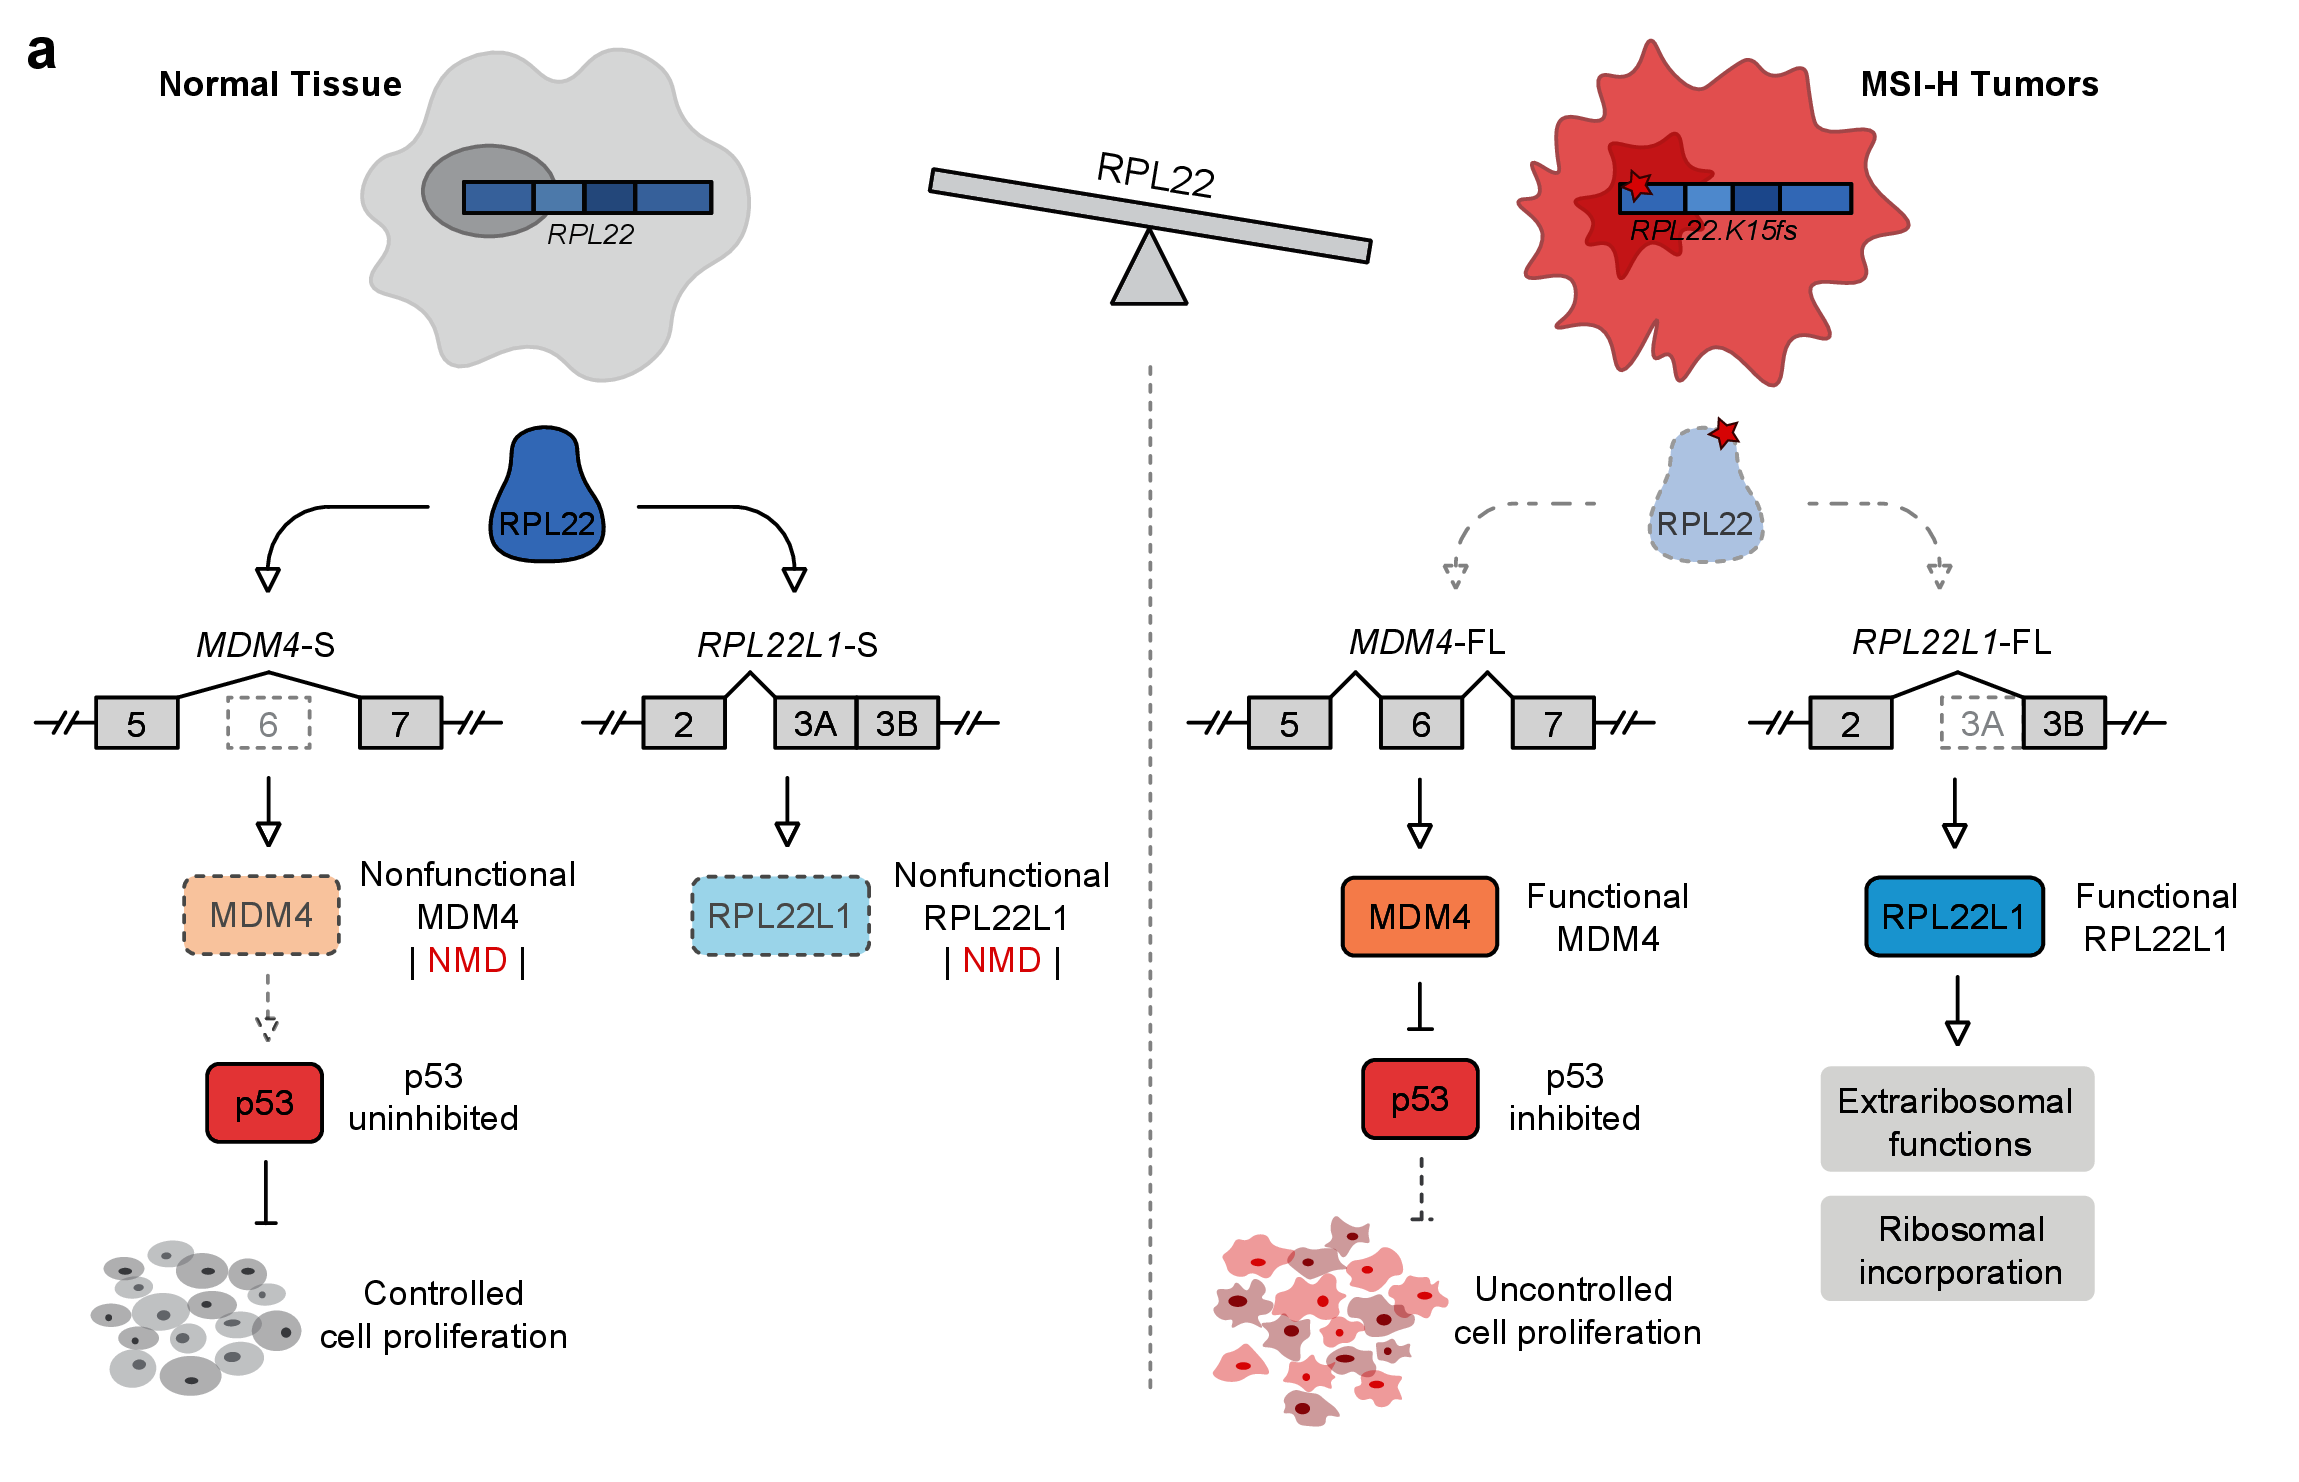 a
Normal Tissue
RPL22
RPL22
MSI-H Tumors
RPL22.K15fs
RPL22
MDM4-S
5
6
7
RPL22L1-S
2
3A
3B
MDM4
Nonfunctional
MDM4
| NMD |
RPL22L1
Nonfunctional
RPL22L1
| NMD |
p53
p53
uninhibited
Controlled
cell proliferation
RPL22
MDM4-FL
5
6
7
RPL22L1-FL
2
3A
3B
MDM4
Functional
MDM4
RPL22L1
Functional
RPL22L1
p53
p53
inhibited
Extraribosomal
functions
Ribosomal
incorporation
Uncontrolled
cell proliferation